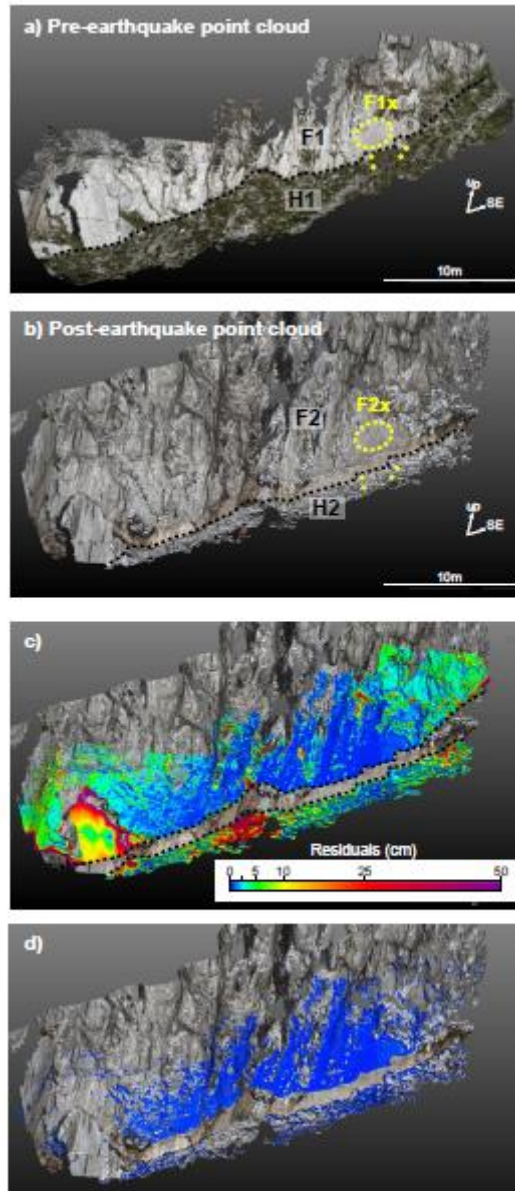 a) Pre-earthquake point cloud
F1x
F1
H1
up
SE
10m
b) Post-earthquake point cloud
F2x
F2
H2
up
SE
10m
c)
Residuals (cm)
0 2 5 10 25 50
d)